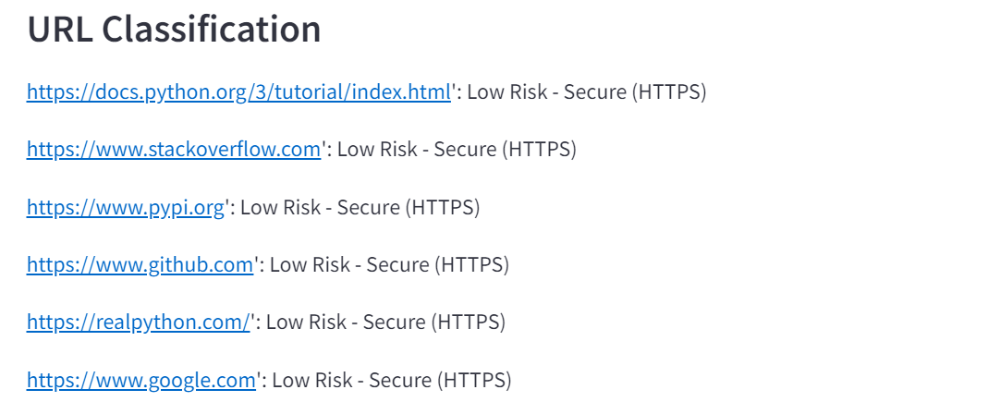 URL Classification
https://docs.python.org/3/tutorial/index.html': Low Risk - Secure (HTTPS)
https://www.stackoverflow.com': Low Risk - Secure (HTTPS)
https://www.pypi.org': Low Risk - Secure (HTTPS)
https://www.github.com': Low Risk - Secure (HTTPS)
https://realpython.com/': Low Risk - Secure (HTTPS)
https://www.google.com': Low Risk - Secure (HTTPS)